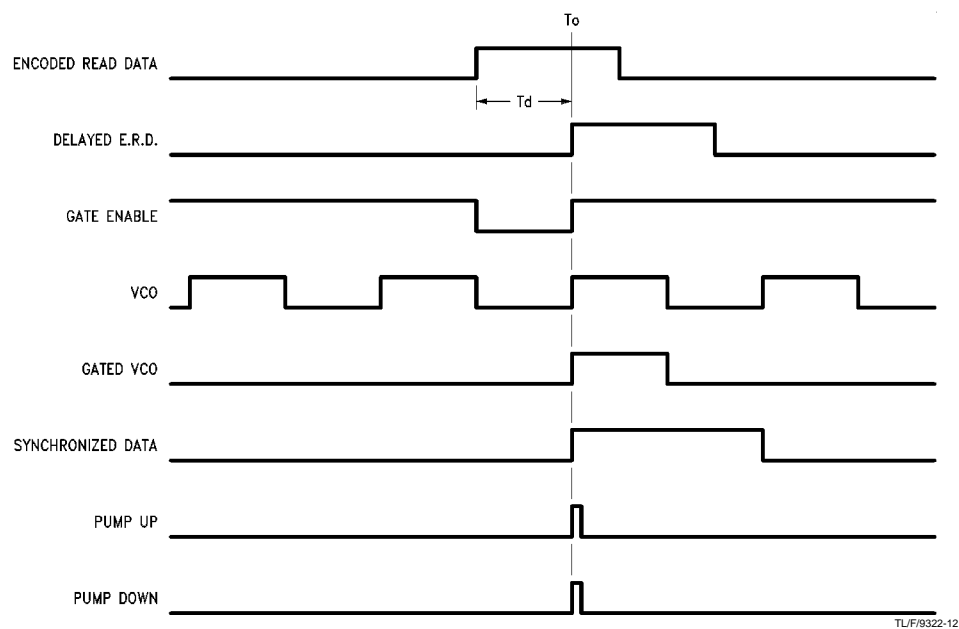 To
ENCODED READ DATA
Td
DELAYED E.R.D.
GATE ENABLE
VCO
GATED VCO
SYNCHRONIZED DATA
PUMP UP
PUMP DOWN
TL/F/9322-12